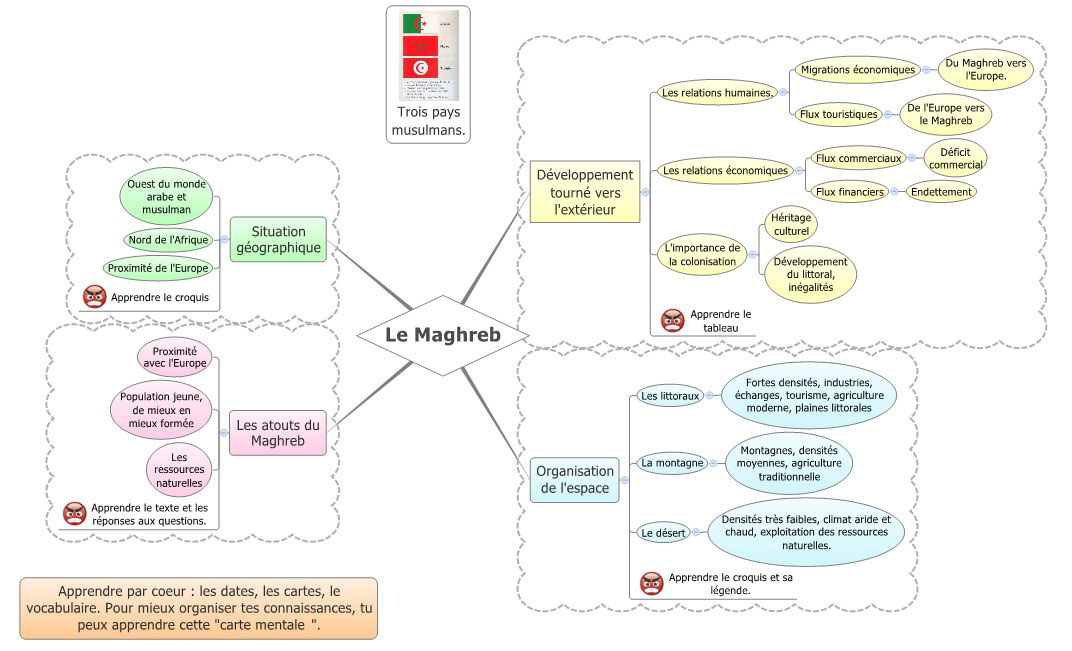 Trois pays
musulmans.
Le Maghreb
Situation
géographique
Ouest du monde
arabe et
musulman
Nord de l'Afrique
Proximité de l'Europe
Apprendre le croquis
Les atouts du
Maghreb
Proximité
avec l'Europe
Population jeune,
de mieux en
mieux formée
Les
ressources
naturelles
Apprendre le texte et les
réponses aux questions.
Développement
tourné vers
l'extérieur
Les relations humaines.
Migrations économiques
Du Maghreb vers
l'Europe.
Flux touristiques
De l'Europe vers
le Maghreb
Les relations économiques
Flux commerciaux
Déficit
commercial
Flux financiers
Endettement
L'importance de
la colonisation
Héritage
culturel
Développement
du littoral,
inégalités
Apprendre le
tableau
Organisation
de l'espace
Les littoraux
Fortes densités, industries,
échanges, tourisme, agriculture
moderne, plaines littorales
La montagne
Montagnes, densités
moyennes, agriculture
traditionnelle
Le désert
Densités très faibles, climat aride et
chaud, exploitation des ressources
naturelles.
Apprendre le croquis et sa
légende.
Apprendre par coeur : les dates, les cartes, le
vocabulaire. Pour mieux organiser tes connaissances, tu
peux apprendre cette "carte mentale ".